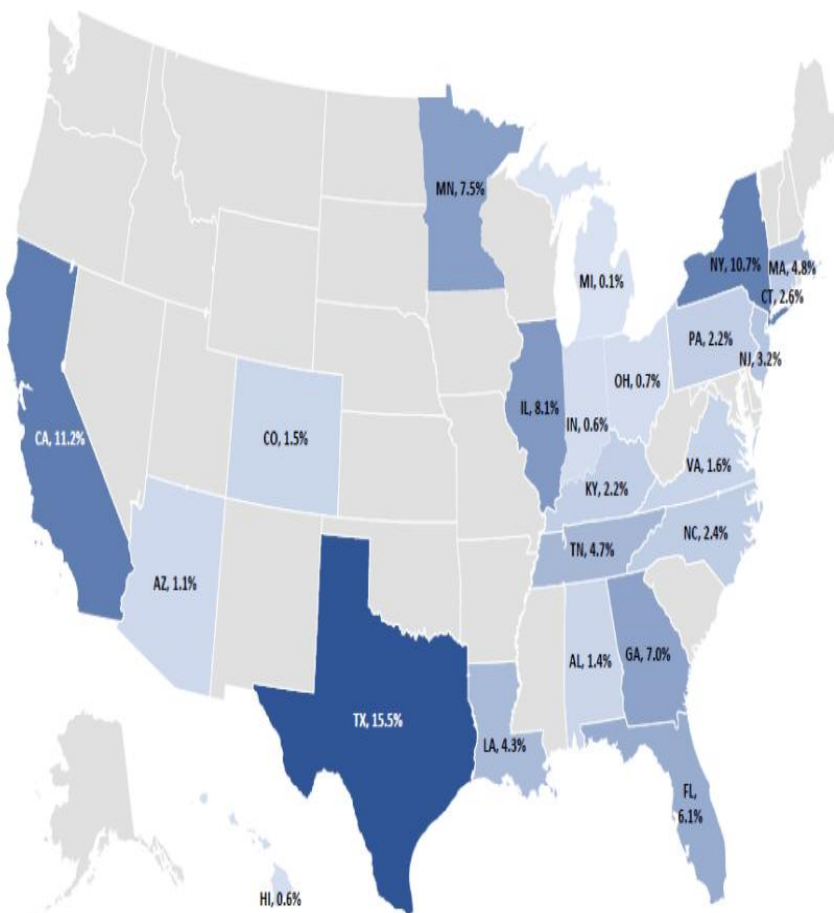 MN, 7.5%
NY, 10.7%
MA, 4.8%
MI, 0.1%
CT, 2.6%
PA, 2.2%
NJ, 3.2%
OH, 0.7%
IL, 8.1%
IN, 0.6%
CA, 11.2%
CO, 1.5%
VA, 1.6%
KY, 2.2%
NC, 2.4%
TN, 4.7%
AZ, 1.1%
AL, 1.4%
GA, 7.0%
TX, 15.5%
LA, 4.3%
FL,
6.1%
HI, 0.6%